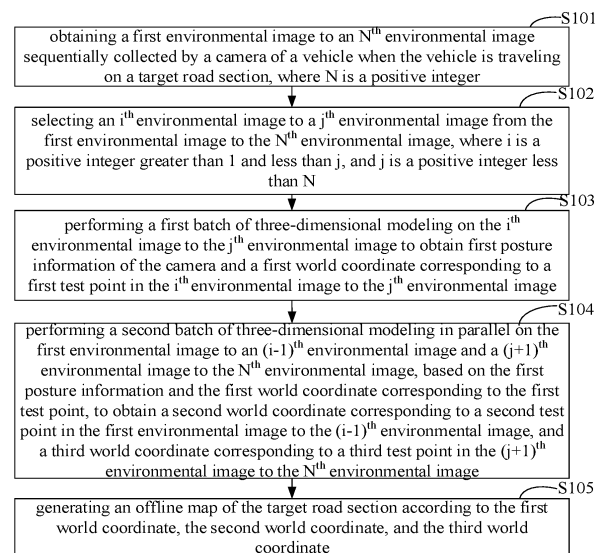 S101
obtaining a first environmental image to an Nth environmental image
sequentially collected by a camera of a vehicle when the vehicle is traveling
on a target road section, where N is a positive integer
S102
selecting an ith environmental image to a jth environmental image from the
first environmental image to the Nth environmental image, where i is a
positive integer greater than 1 and less than j, and j is a positive integer less
than N
S103
performing a first batch of three-dimensional modeling on the ith
environmental image to the jth environmental image to obtain first posture
information of the camera and a first world coordinate corresponding to a
first test point in the ith environmental image to the jth environmental image
S104
performing a second batch of three-dimensional modeling in parallel on the
first environmental image to an (i-1)th environmental image and a (j+1)th
environmental image to the Nth environmental image, based on the first
posture information and the first world coordinate corresponding to the first
test point, to obtain a second world coordinate corresponding to a second test
point in the first environmental image to the (i-1)th environmental image, and
a third world coordinate corresponding to a third test point in the (j+1)th
environmental image to the Nth environmental image
S105
generating an offline map of the target road section according to the first
world coordinate, the second world coordinate, and the third world
coordinate